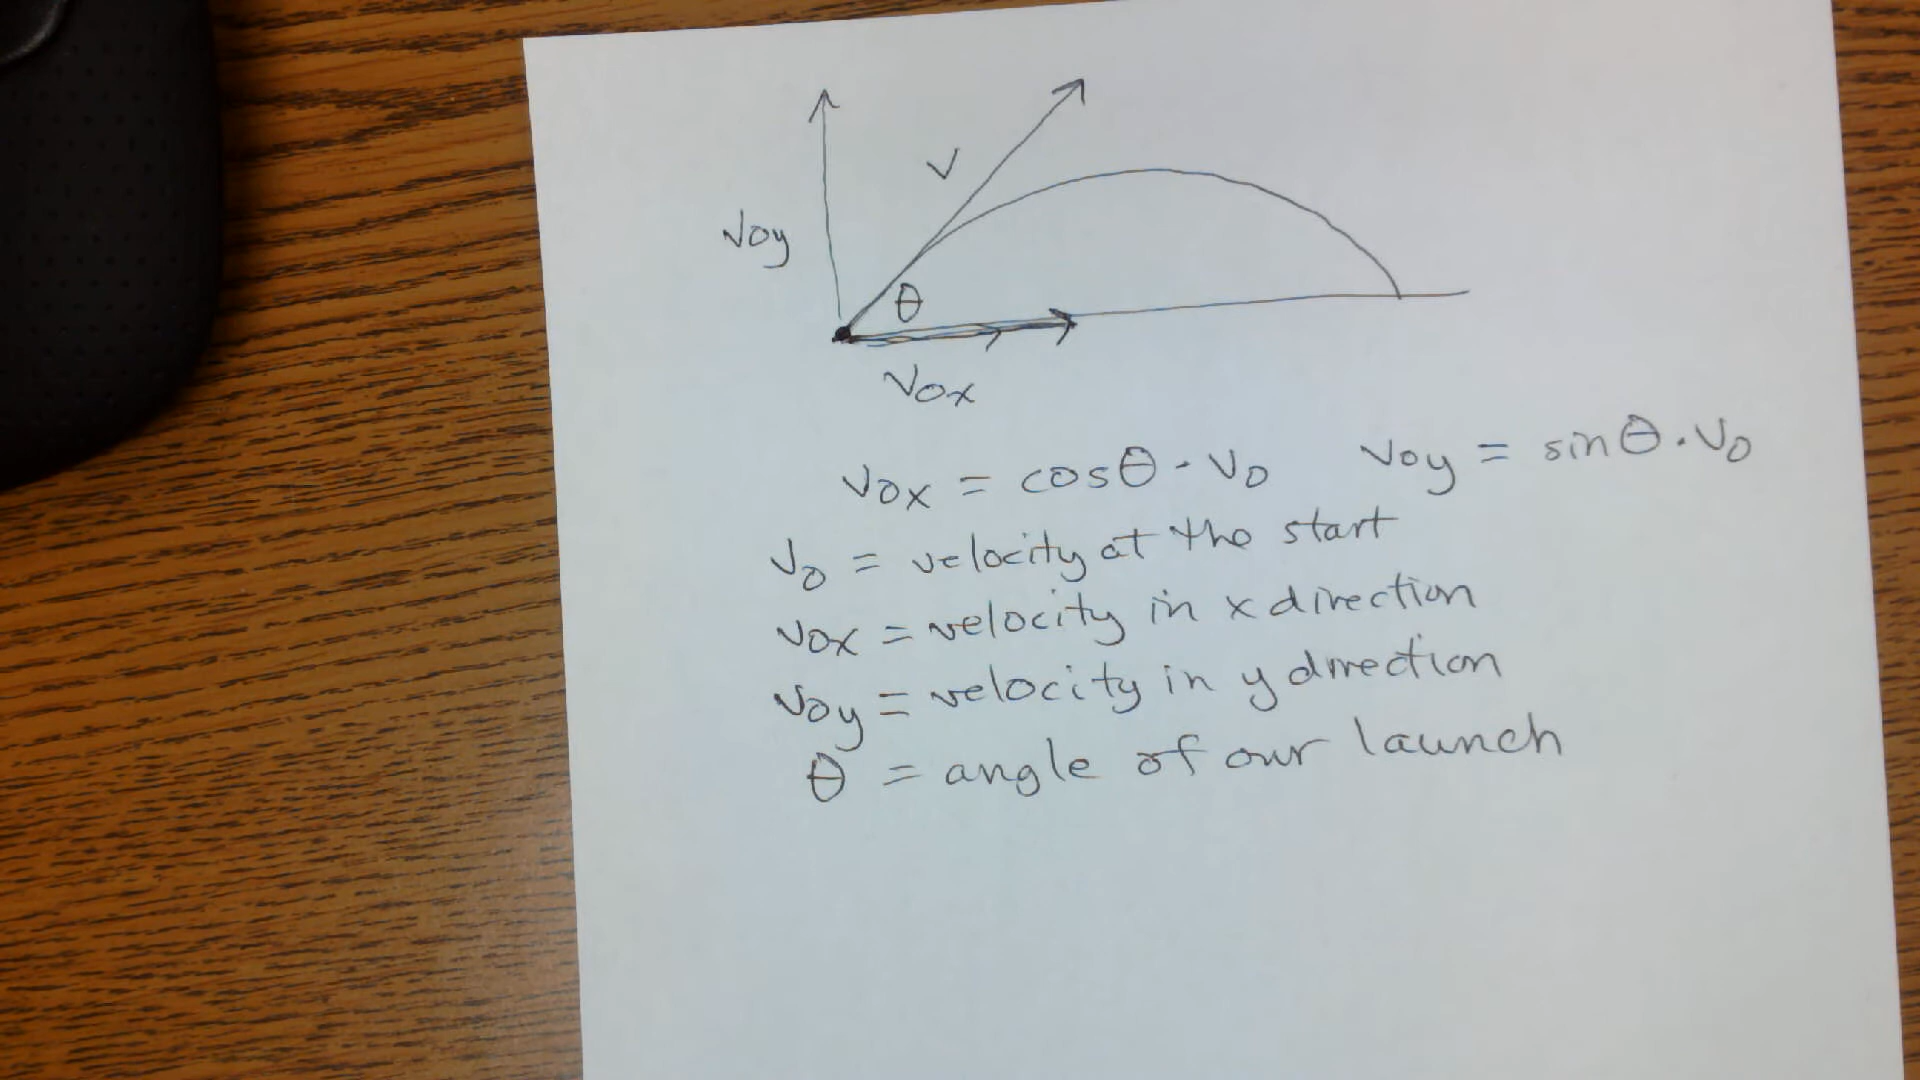 V
Voy
θ
Vox
Vox = cosθ · Vo    Voy = sinθ · Vo
Vo = velocity at the start
Vox = velocity in x direction
Voy = velocity in y direction
θ = angle of our launch